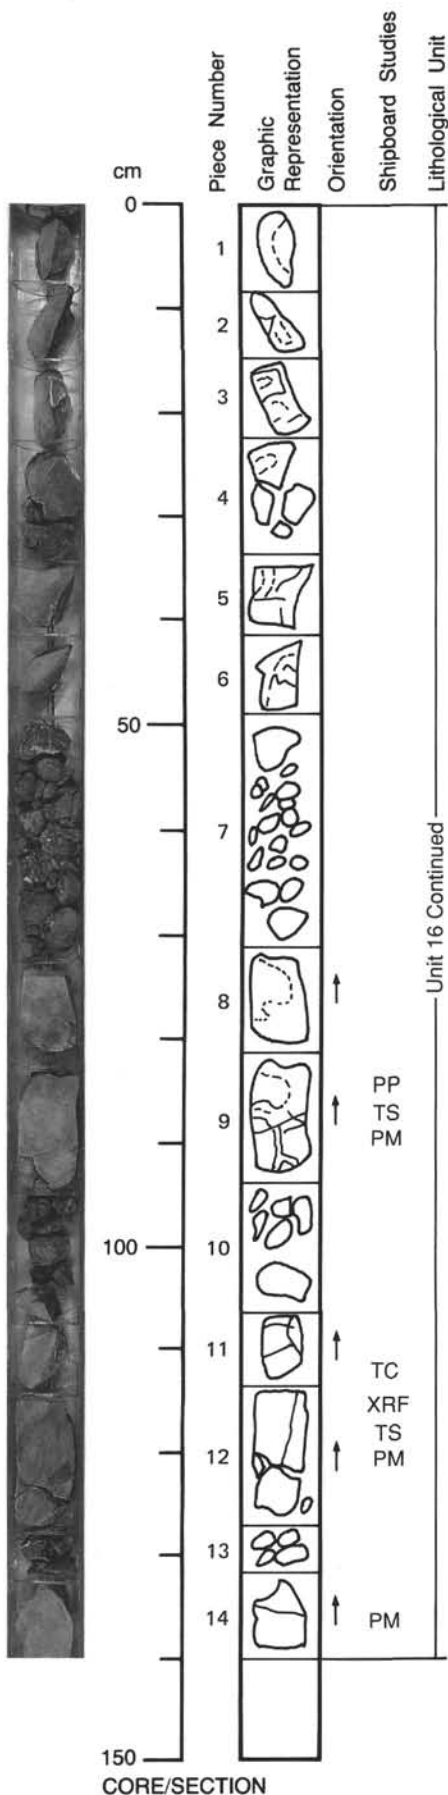 cm
Piece Number
Graphic
Representation
Orientation
Shipboard Studies
Lithological Unit
0
1
2
3
4
5
6
50
7
8
9
PP
TS
PM
100
10
11
TC
XRF
TS
12
PM
13
14
PM
150
Unit 16 Continued
CORE/SECTION